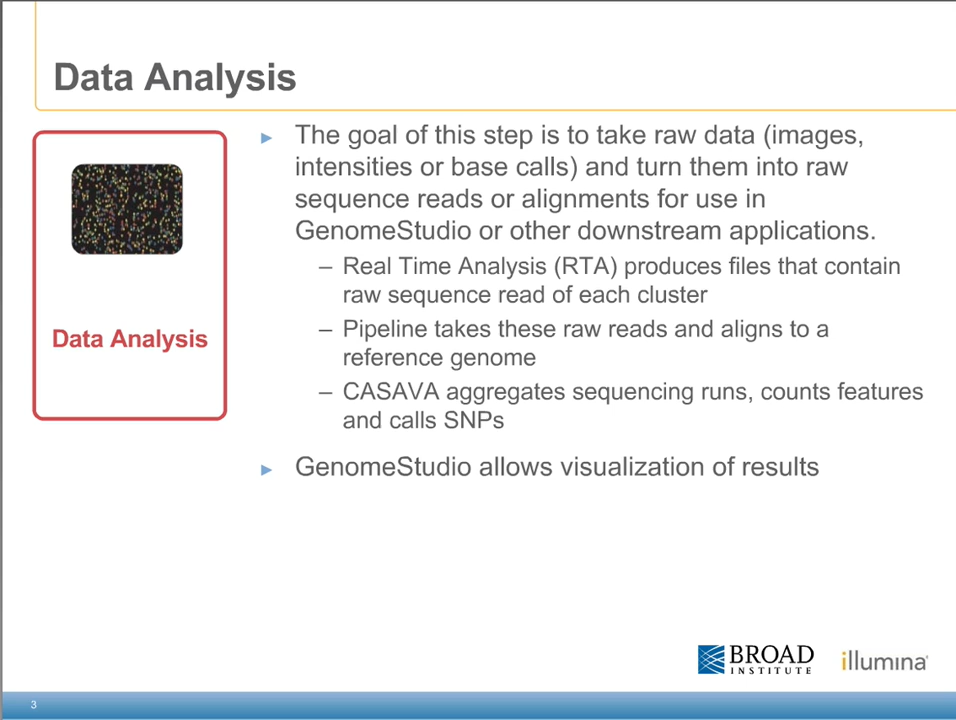 Data Analysis
Data Analysis
► The goal of this step is to take raw data (images,
intensities or base calls) and turn them into raw
sequence reads or alignments for use in
GenomeStudio or other downstream applications.
– Real Time Analysis (RTA) produces files that contain
raw sequence read of each cluster
– Pipeline takes these raw reads and aligns to a
reference genome
– CASAVA aggregates sequencing runs, counts features
and calls SNPs
► GenomeStudio allows visualization of results
BROAD
INSTITUTE
illumina
3